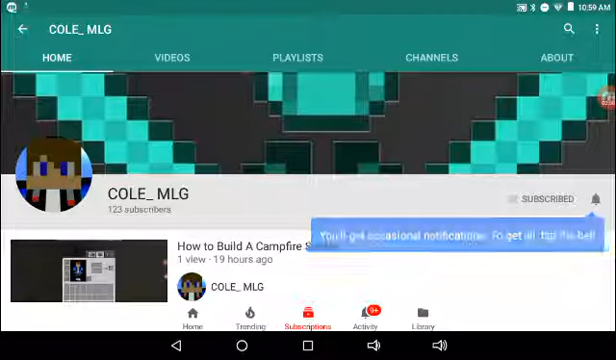 10:59 AM
COLE_ MLG
HOME VIDEOS PLAYLISTS CHANNELS ABOUT
COLE_ MLG
123 subscribers
SUBSCRIBED
You'll get occasional notifications. To get all, tap the bell
How to Build A Campfire
1 view · 19 hours ago
COLE_ MLG
9+
Home Trending Subscriptions Activity Library